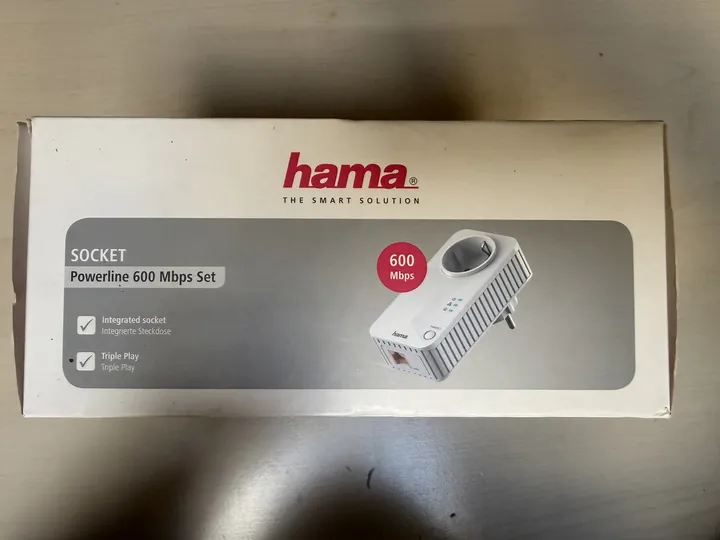 hama®
THE SMART SOLUTION
SOCKET
Powerline 600 Mbps Set
600
Mbps
Integrated socket
Integrierte Steckdose
Triple Play
Triple Play
hama